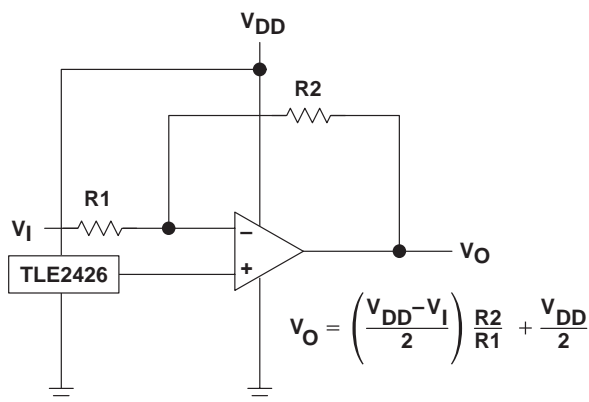 VDD
R2
R1
VI
−
TLE2426
+
VO
VO = ((VDD−VI)/2) R2/R1 + VDD/2